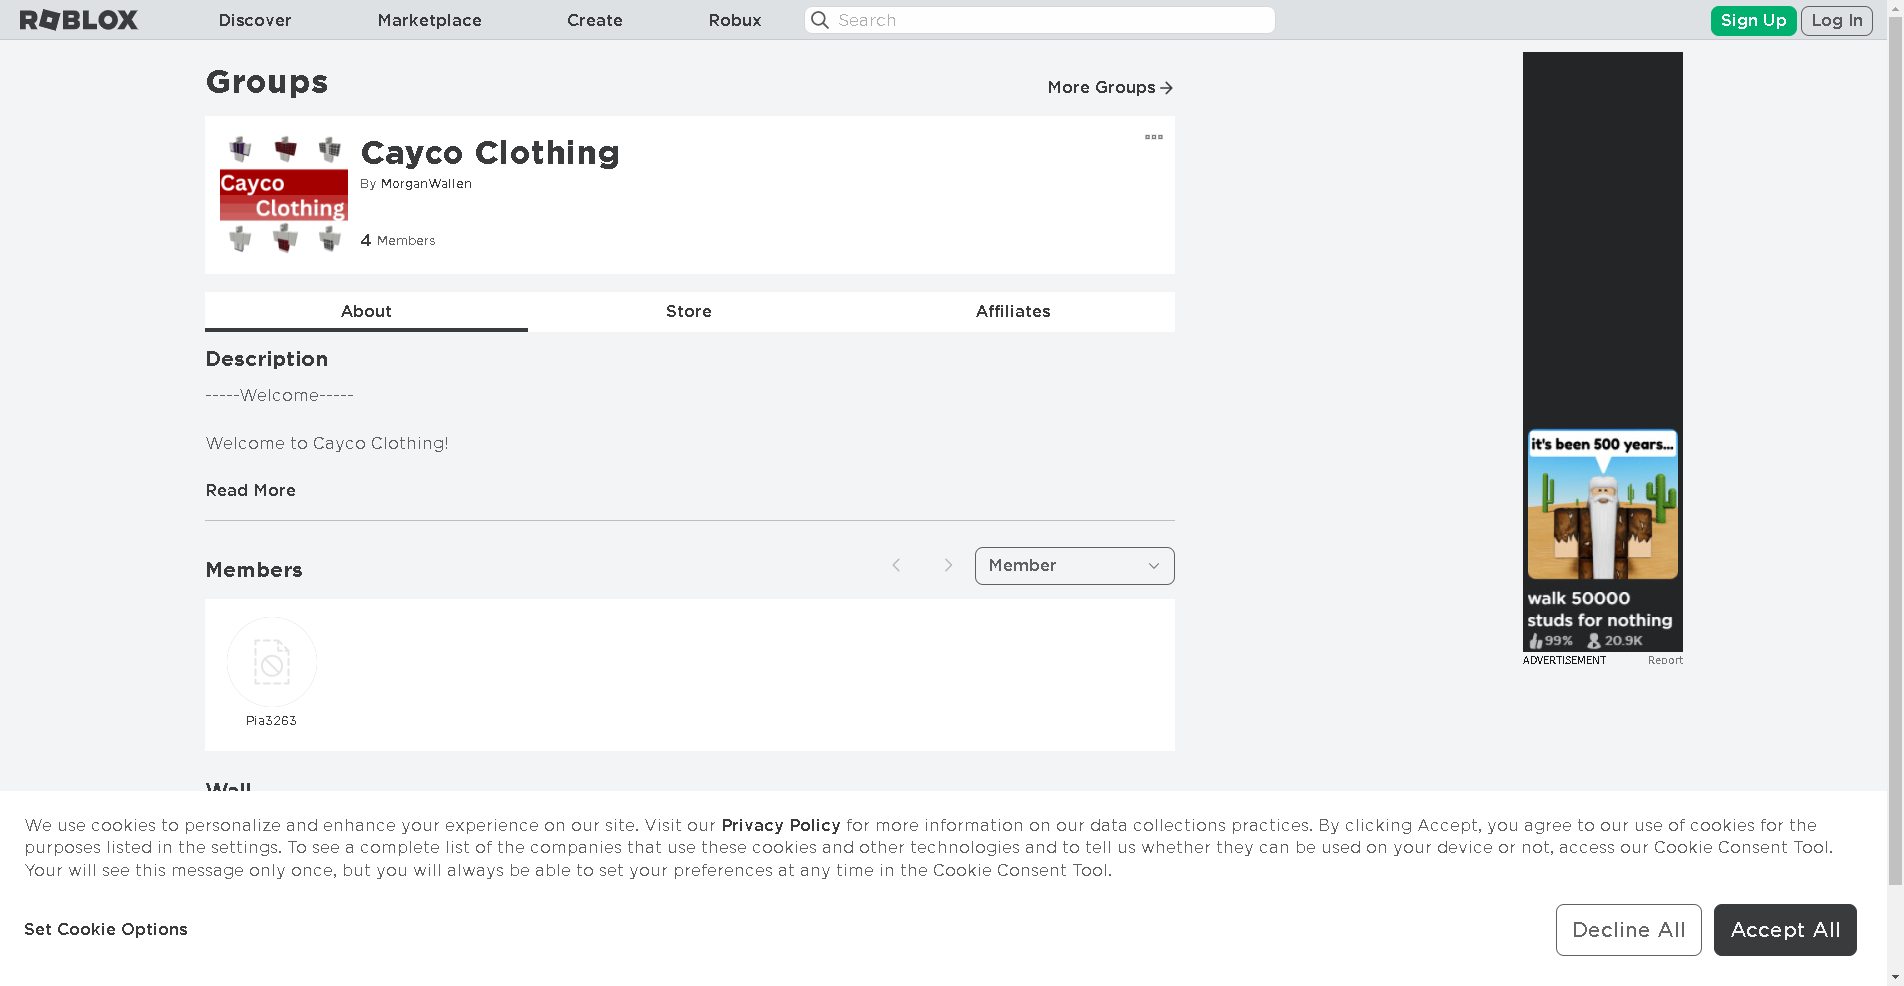 ROBLOX
Discover
Marketplace
Create
Robux
Search
Sign Up
Log In
Groups
More Groups
Cayco
Clothing
Cayco Clothing
By MorganWallen
4 Members
About
Store
Affiliates
Description
-----Welcome-----
Welcome to Cayco Clothing!
Read More
Members
Member
Pia3263
Wall
it's been 500 years...
walk 50000
studs for nothing
99% 20.9K
ADVERTISEMENT
Report
We use cookies to personalize and enhance your experience on our site. Visit our Privacy Policy for more information on our data collections practices. By clicking Accept, you agree to our use of cookies for the
purposes listed in the settings. To see a complete list of the companies that use these cookies and other technologies and to tell us whether they can be used on your device or not, access our Cookie Consent Tool.
Your will see this message only once, but you will always be able to set your preferences at any time in the Cookie Consent Tool.
Set Cookie Options
Decline All
Accept All